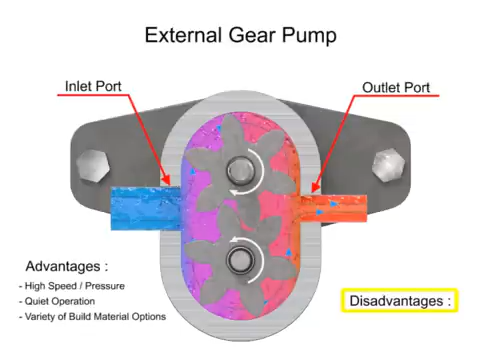 External Gear Pump
Inlet Port
Outlet Port
Advantages :
- High Speed / Pressure
- Quiet Operation
- Variety of Build Material Options
Disadvantages :